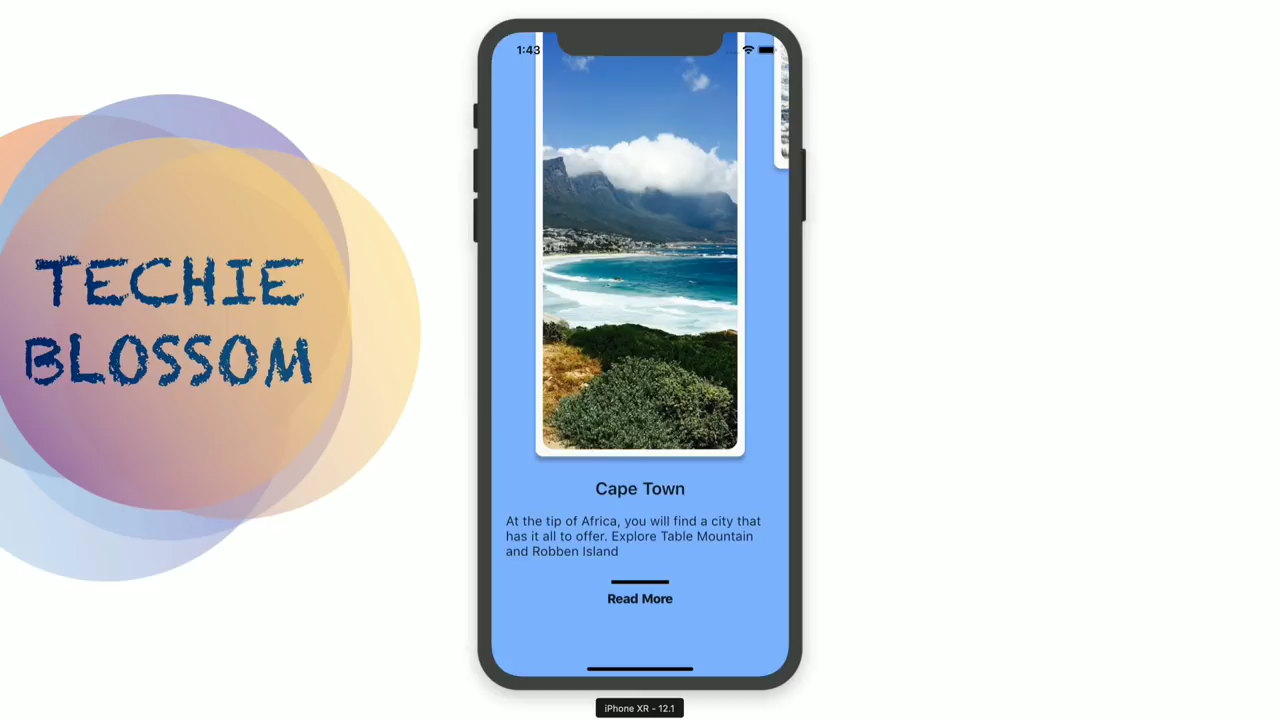 TECHIE
BLOSSOM
1:43
Cape Town
At the tip of Africa, you will find a city that
has it all to offer. Explore Table Mountain
and Robben Island
Read More
iPhone XR - 12.1